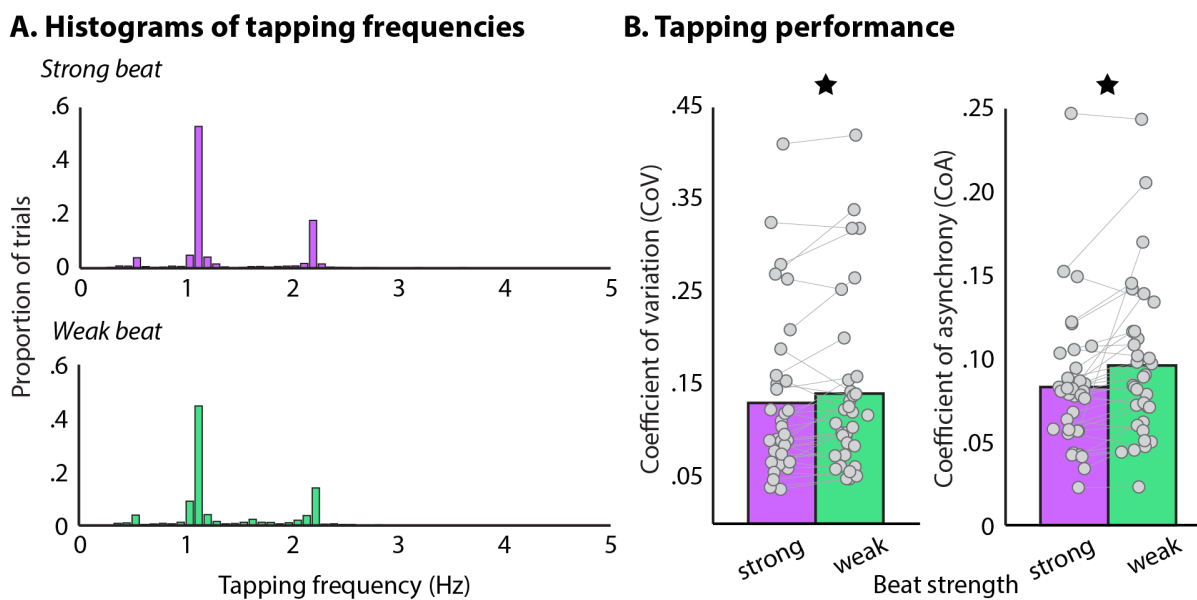 A. Histograms of tapping frequencies
Strong beat
.6
.4
.2
0
0 1 2 3 4 5
Weak beat
.6
.4
.2
0
0 1 2 3 4 5
Proportion of trials
Tapping frequency (Hz)
B. Tapping performance
Coefficient of variation (CoV)
.45
.35
.25
.15
.05
strong weak
Coefficient of asynchrony (CoA)
.25
.20
.15
.10
.05
0
strong weak
Beat strength